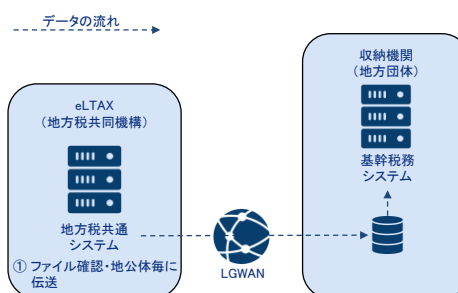 データの流れ
eLTAX
（地方税共同機構）
地方税共通
システム
① ファイル確認・地公体毎に
伝送
LGWAN
収納機関
（地方団体）
基幹税務
システム